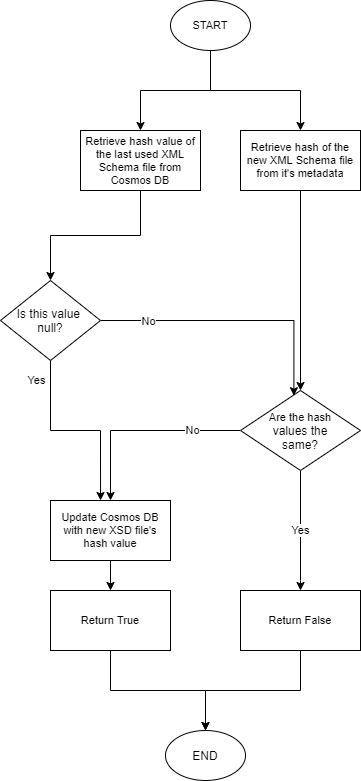 START
Retrieve hash value of
the last used XML
Schema file from
Cosmos DB
Retrieve hash of the
new XML Schema file
from it's metadata
Is this value
null?
No
Yes
Are the hash
values the
same?
No
Yes
Update Cosmos DB
with new XSD file's
hash value
Return True
Return False
END